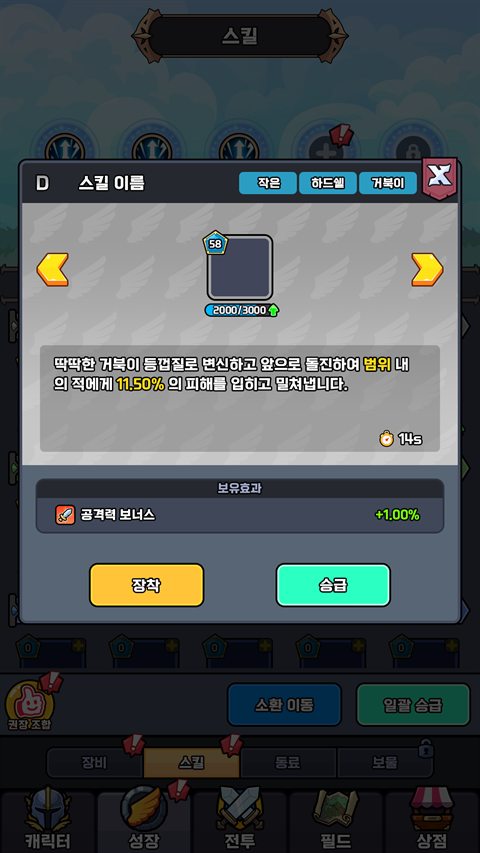 스킬
D 스킬 이름 작은 하드쉘 거북이
58
2000/3000
딱딱한 거북이 등껍질로 변신하고 앞으로 돌진하여 범위 내
의 적에게 11.50% 의 피해를 입히고 밀쳐냅니다.
14s
보유효과
공격력 보너스 +1.00%
장착 승급
0 0 0 0 0
권장 조합 소환 이동 일괄 승급
장비 스킬 동료 보물
캐릭터 성장 전투 필드 상점